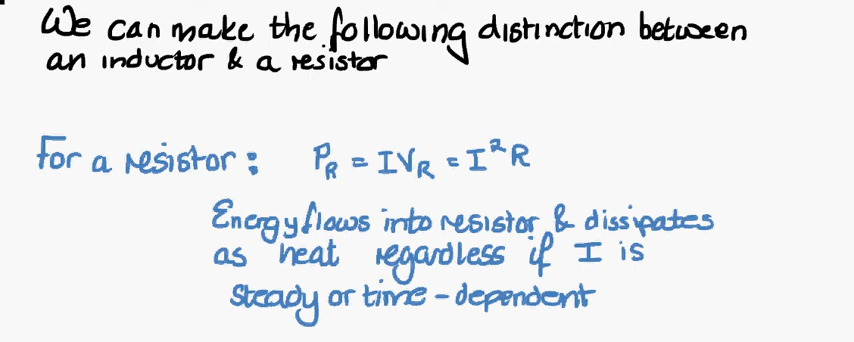 We can make the following distinction between
an inductor & a resistor
For a resistor: P_R = IV_R = I²R
Energy flows into resistor & dissipates
as heat regardless if I is
steady or time-dependent